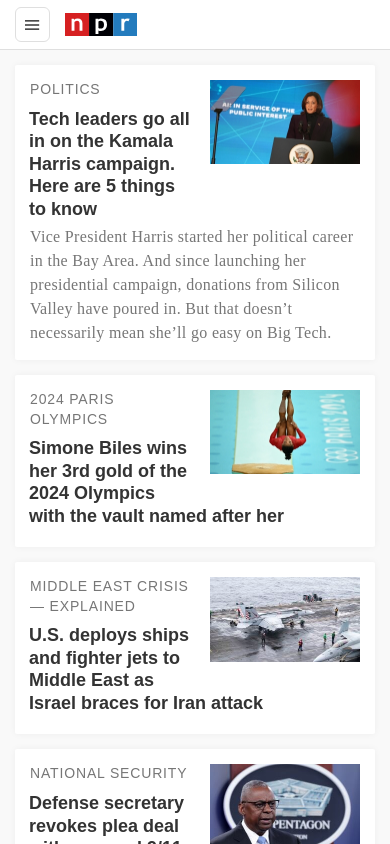 npr
POLITICS
Tech leaders go all
in on the Kamala
Harris campaign.
Here are 5 things
to know
AI: IN SERVICE OF THE
PUBLIC INTEREST
Vice President Harris started her political career
in the Bay Area. And since launching her
presidential campaign, donations from Silicon
Valley have poured in. But that doesn’t
necessarily mean she’ll go easy on Big Tech.
2024 PARIS
OLYMPICS
Simone Biles wins
her 3rd gold of the
2024 Olympics
with the vault named after her
PARIS 2024
MIDDLE EAST CRISIS
— EXPLAINED
U.S. deploys ships
and fighter jets to
Middle East as
Israel braces for Iran attack
NATIONAL SECURITY
Defense secretary
revokes plea deal
PENTAGON